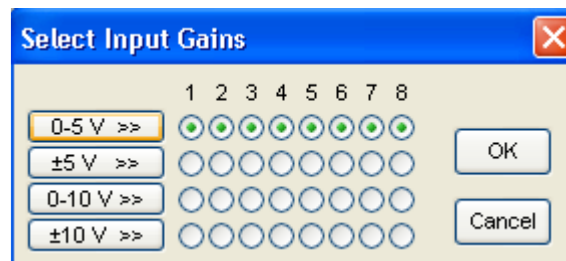 Select Input Gains
1 2 3 4 5 6 7 8
0-5 V >>
±5 V >>
0-10 V >>
±10 V >>
OK
Cancel